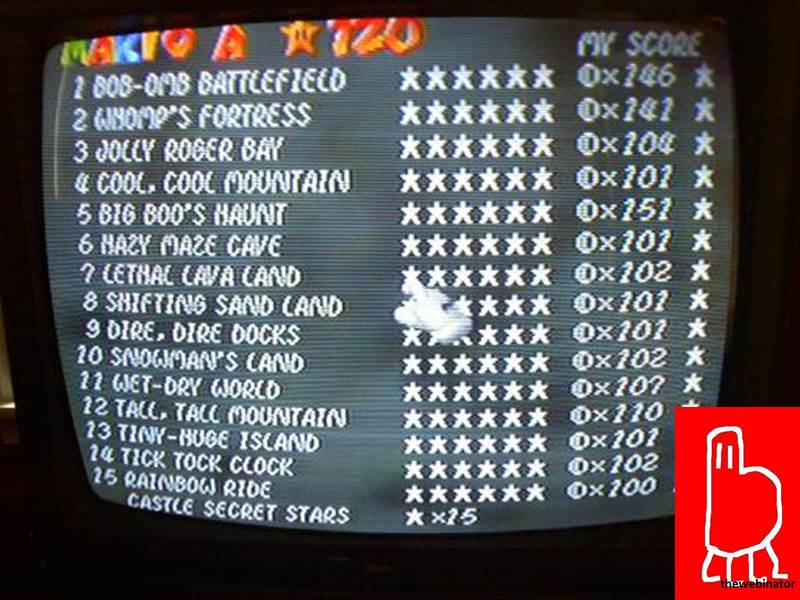 MARIO A ★120
MY SCORE
1 BOB-OMB BATTLEFIELD ★★★★★★ ×146 ★
2 WHOMP'S FORTRESS ★★★★★★ ×141 ★
3 JOLLY ROGER BAY ★★★★★★ ×104 ★
4 COOL, COOL MOUNTAIN ★★★★★★ ×101 ★
5 BIG BOO'S HAUNT ★★★★★★ ×151 ★
6 HAZY MAZE CAVE ★★★★★★ ×101 ★
7 LETHAL LAVA LAND ★★★★★★ ×102 ★
8 SHIFTING SAND LAND ★★★★★★ ×101 ★
9 DIRE, DIRE DOCKS ★★★★★★ ×101 ★
10 SNOWMAN'S LAND ★★★★★★ ×102 ★
11 WET-DRY WORLD ★★★★★★ ×107 ★
12 TALL, TALL MOUNTAIN ★★★★★★ ×110 ★
13 TINY-HUGE ISLAND ★★★★★★ ×101
14 TICK TOCK CLOCK ★★★★★★ ×102
15 RAINBOW RIDE ★★★★★★ ×100
CASTLE SECRET STARS ★×15
thewebinator